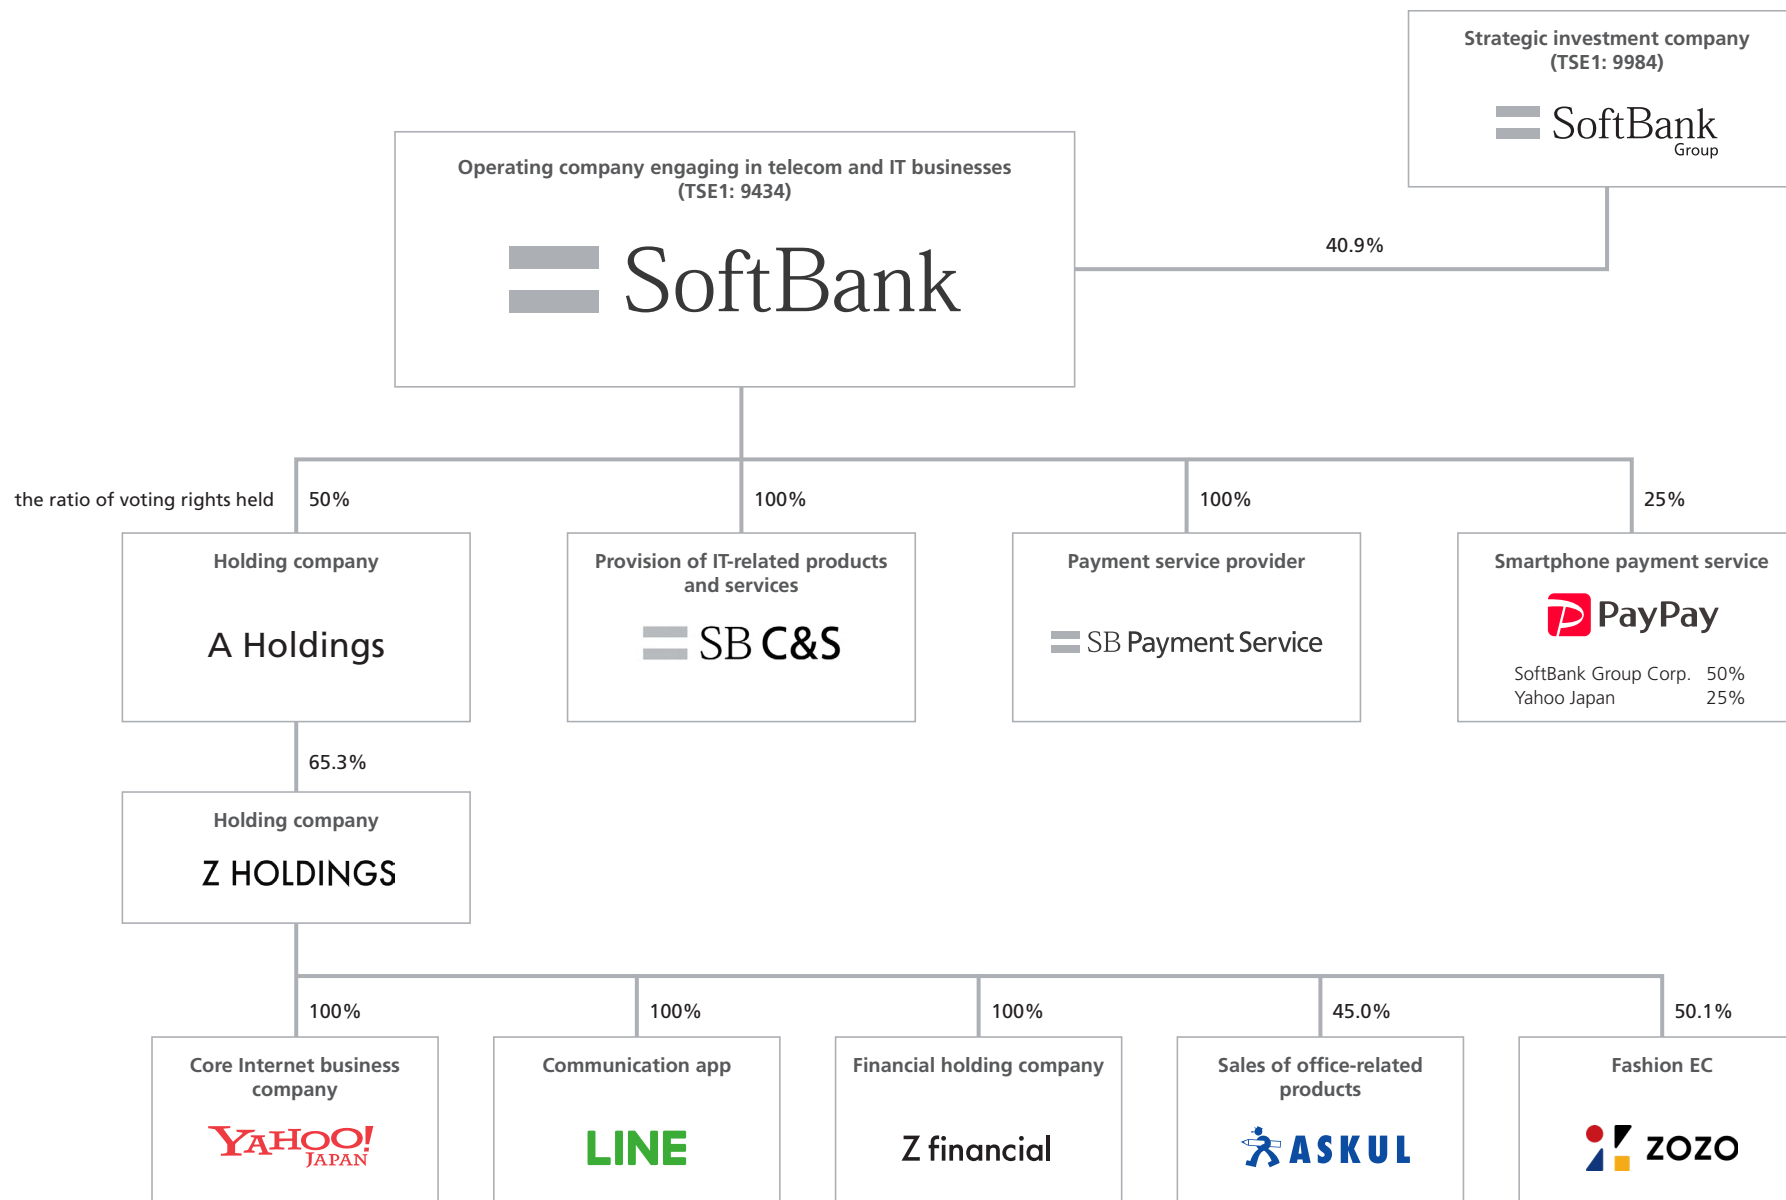 Strategic investment company
(TSE1: 9984)
SoftBank
Group
Operating company engaging in telecom and IT businesses
(TSE1: 9434)
SoftBank
40.9%
the ratio of voting rights held
50%
100%
100%
25%
Holding company
A Holdings
Provision of IT-related products
and services
SB C&S
Payment service provider
SB Payment Service
Smartphone payment service
PayPay
SoftBank Group Corp. 50%
Yahoo Japan 25%
65.3%
Holding company
Z HOLDINGS
100%
100%
100%
45.0%
50.1%
Core Internet business
company
YAHOO!
JAPAN
Communication app
LINE
Financial holding company
Z financial
Sales of office-related
products
ASKUL
Fashion EC
ZOZO